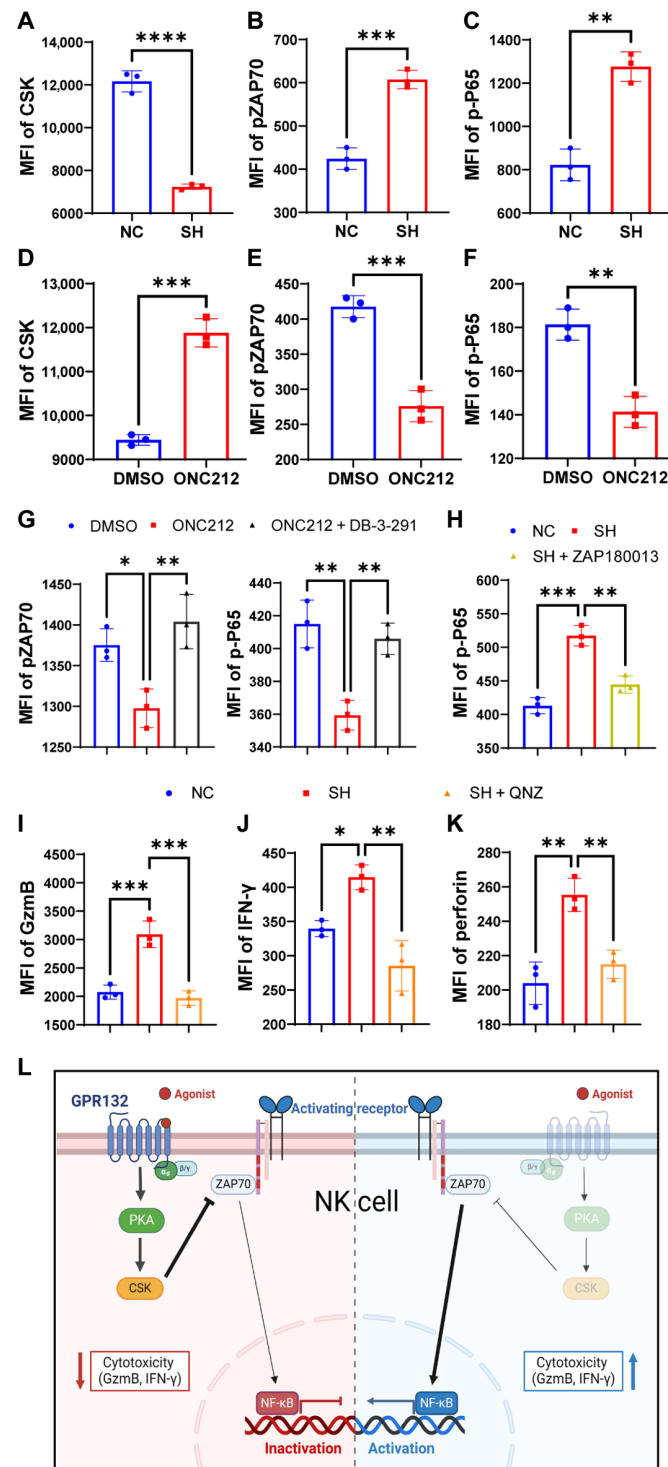 A
MFI of CSK
14,000
12,000
10,000
8000
6000
****
NC
SH
B
MFI of pZAP70
700
600
500
400
300
***
NC
SH
C
MFI of p-P65
1400
1200
1000
800
600
400
**
NC
SH
D
MFI of CSK
13,000
12,000
11,000
10,000
9000
***
DMSO
ONC212
E
MFI of pZAP70
450
400
350
300
250
200
***
DMSO
ONC212
F
MFI of p-P65
200
180
160
140
120
**
DMSO
ONC212
G
DMSO
ONC212
ONC212 + DB-3-291
MFI of pZAP70
1450
1400
1350
1300
1250
*
**
MFI of p-P65
440
420
400
380
360
340
**
**
H
NC
SH
SH + ZAP180013
MFI of p-P65
600
550
500
450
400
350
***
**
NC
SH
SH + QNZ
I
MFI of GzmB
4500
4000
3500
3000
2500
2000
1500
***
***
J
MFI of IFN-γ
450
400
350
300
250
200
*
**
K
MFI of perforin
280
260
240
220
200
180
**
**
L
GPR132
Agonist
Activating receptor
Agonist
αs
β/γ
β/γ
αs
ZAP70
ZAP70
NK cell
PKA
PKA
CSK
CSK
Cytotoxicity
(GzmB, IFN-γ)
Cytotoxicity
(GzmB, IFN-γ)
NF-κB
NF-κB
Inactivation
Activation